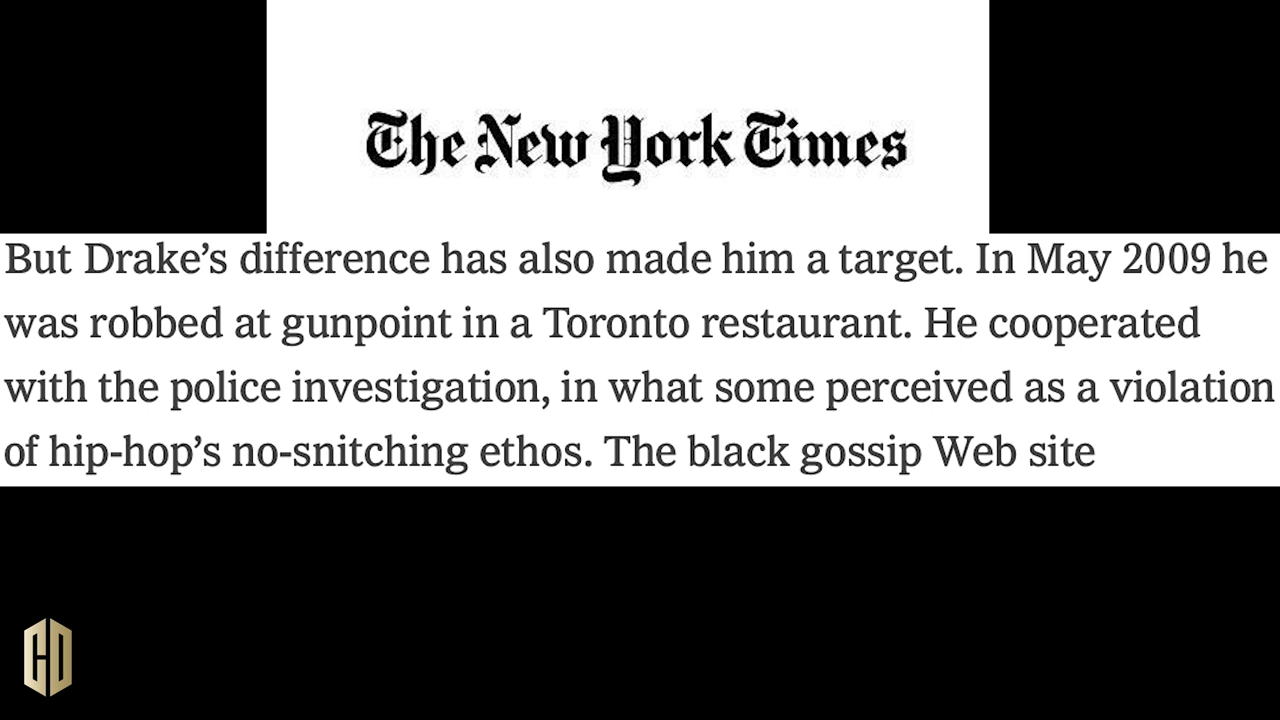 The New York Times
But Drake’s difference has also made him a target. In May 2009 he
was robbed at gunpoint in a Toronto restaurant. He cooperated
with the police investigation, in what some perceived as a violation
of hip-hop’s no-snitching ethos. The black gossip Web site